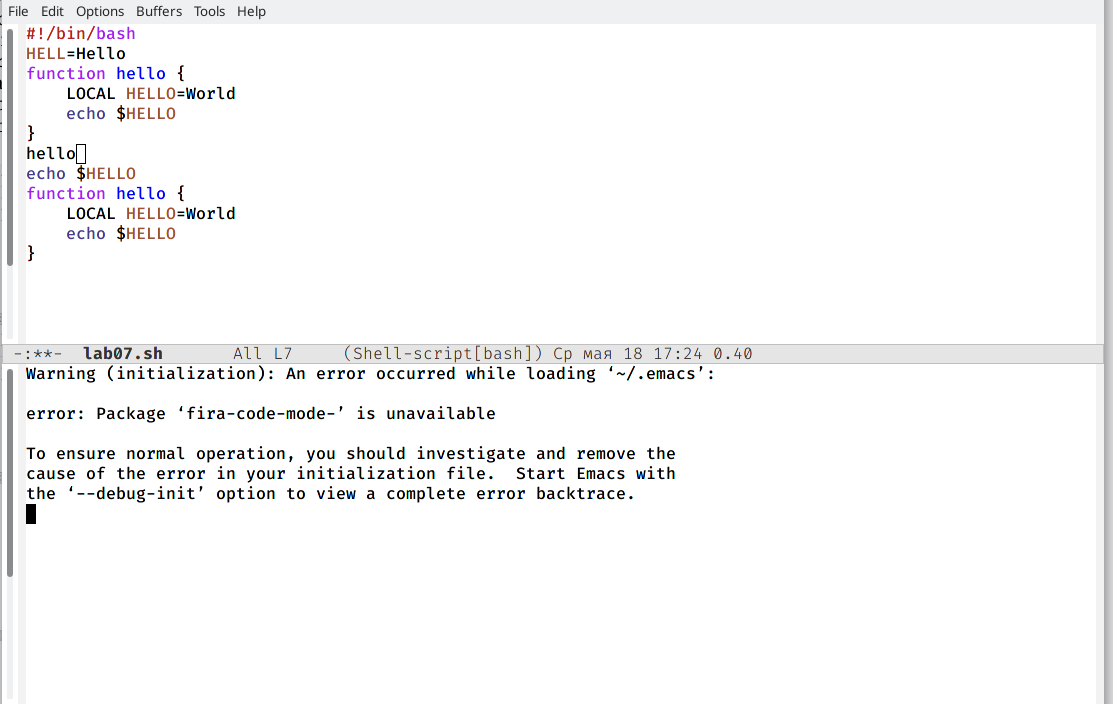 File Edit Options Buffers Tools Help
#!/bin/bash
HELL=Hello
function hello {
    LOCAL HELLO=World
    echo $HELLO
}
hello
echo $HELLO
function hello {
    LOCAL HELLO=World
    echo $HELLO
}
-:**-  lab07.sh       All L7     (Shell-script[bash]) Ср мая 18 17:24 0.40
Warning (initialization): An error occurred while loading ‘~/.emacs’:
error: Package ‘fira-code-mode-’ is unavailable
To ensure normal operation, you should investigate and remove the
cause of the error in your initialization file.  Start Emacs with
the ‘--debug-init’ option to view a complete error backtrace.